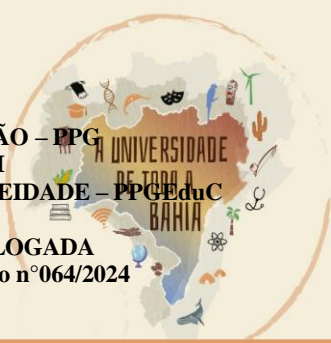 ÃO – PPG
I
EIDADE – PPGEduC
LOGADA
o n°064/2024
A UNIVERSIDADE
DE TODA A
BAHIA